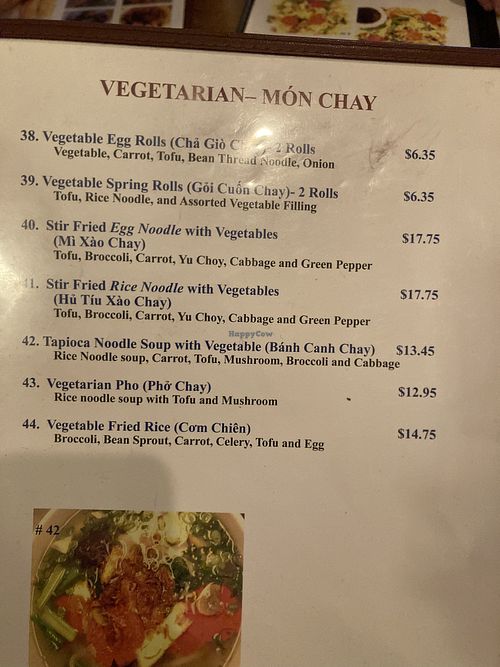 VEGETARIAN– MÓN CHAY
38. Vegetable Egg Rolls (Chả Giò - 2 Rolls
$6.35
Vegetable, Carrot, Tofu, Bean Thread Noodle, Onion
39. Vegetable Spring Rolls (Gỏi Cuốn Chay)- 2 Rolls
$6.35
Tofu, Rice Noodle, and Assorted Vegetable Filling
40. Stir Fried Egg Noodle with Vegetables
$17.75
(Mì Xào Chay)
Tofu, Broccoli, Carrot, Yu Choy, Cabbage and Green Pepper
41. Stir Fried Rice Noodle with Vegetables
$17.75
(Hủ Tíu Xào Chay)
Tofu, Broccoli, Carrot, Yu Choy, Cabbage and Green Pepper
HappyCow
42. Tapioca Noodle Soup with Vegetable (Bánh Canh Chay) $13.45
Rice Noodle soup, Carrot, Tofu, Mushroom, Broccoli and Cabbage
43. Vegetarian Pho (Phở Chay)
$12.95
Rice noodle soup with Tofu and Mushroom
44. Vegetable Fried Rice (Cơm Chiên)
$14.75
Broccoli, Bean Sprout, Carrot, Celery, Tofu and Egg
# 42